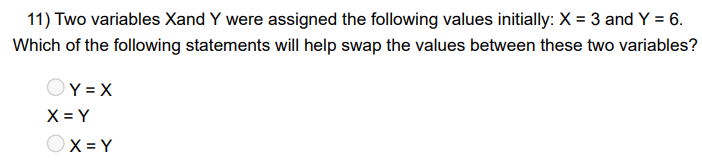 11) Two variables Xand Y were assigned the following values initially: X = 3 and Y = 6.
Which of the following statements will help swap the values between these two variables?
Y = X
X = Y
X = Y